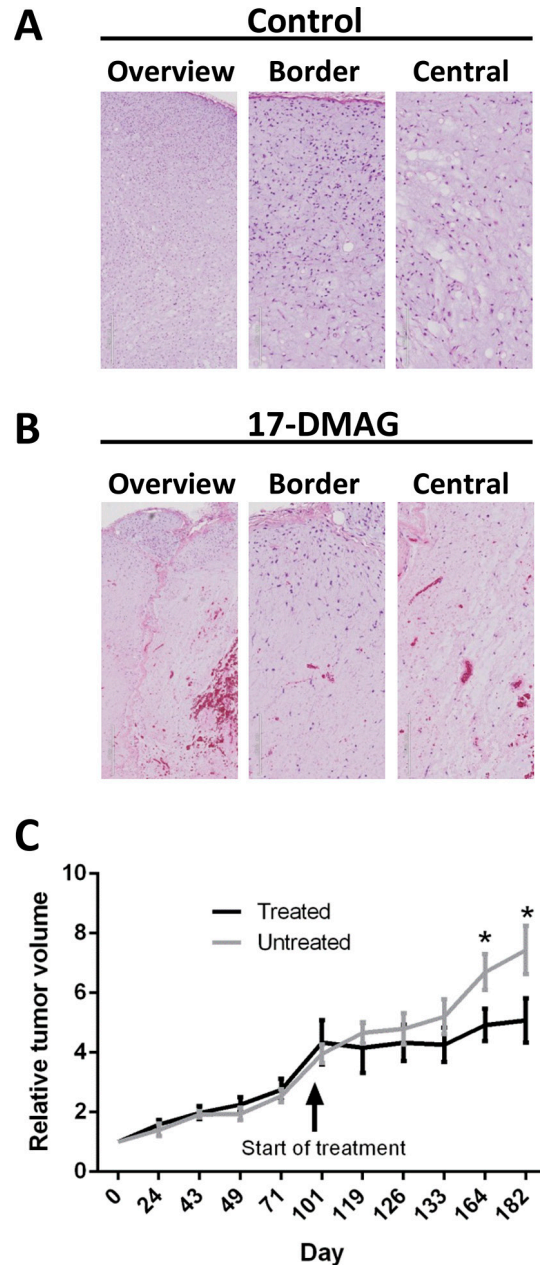 A
Control
Overview Border Central
B
17-DMAG
Overview Border Central
C
10
8
6
4
2
0
Relative tumor volume
Treated
Untreated
*
*
Start of treatment
0 24 43 49 71 101 119 126 133 164 182
Day